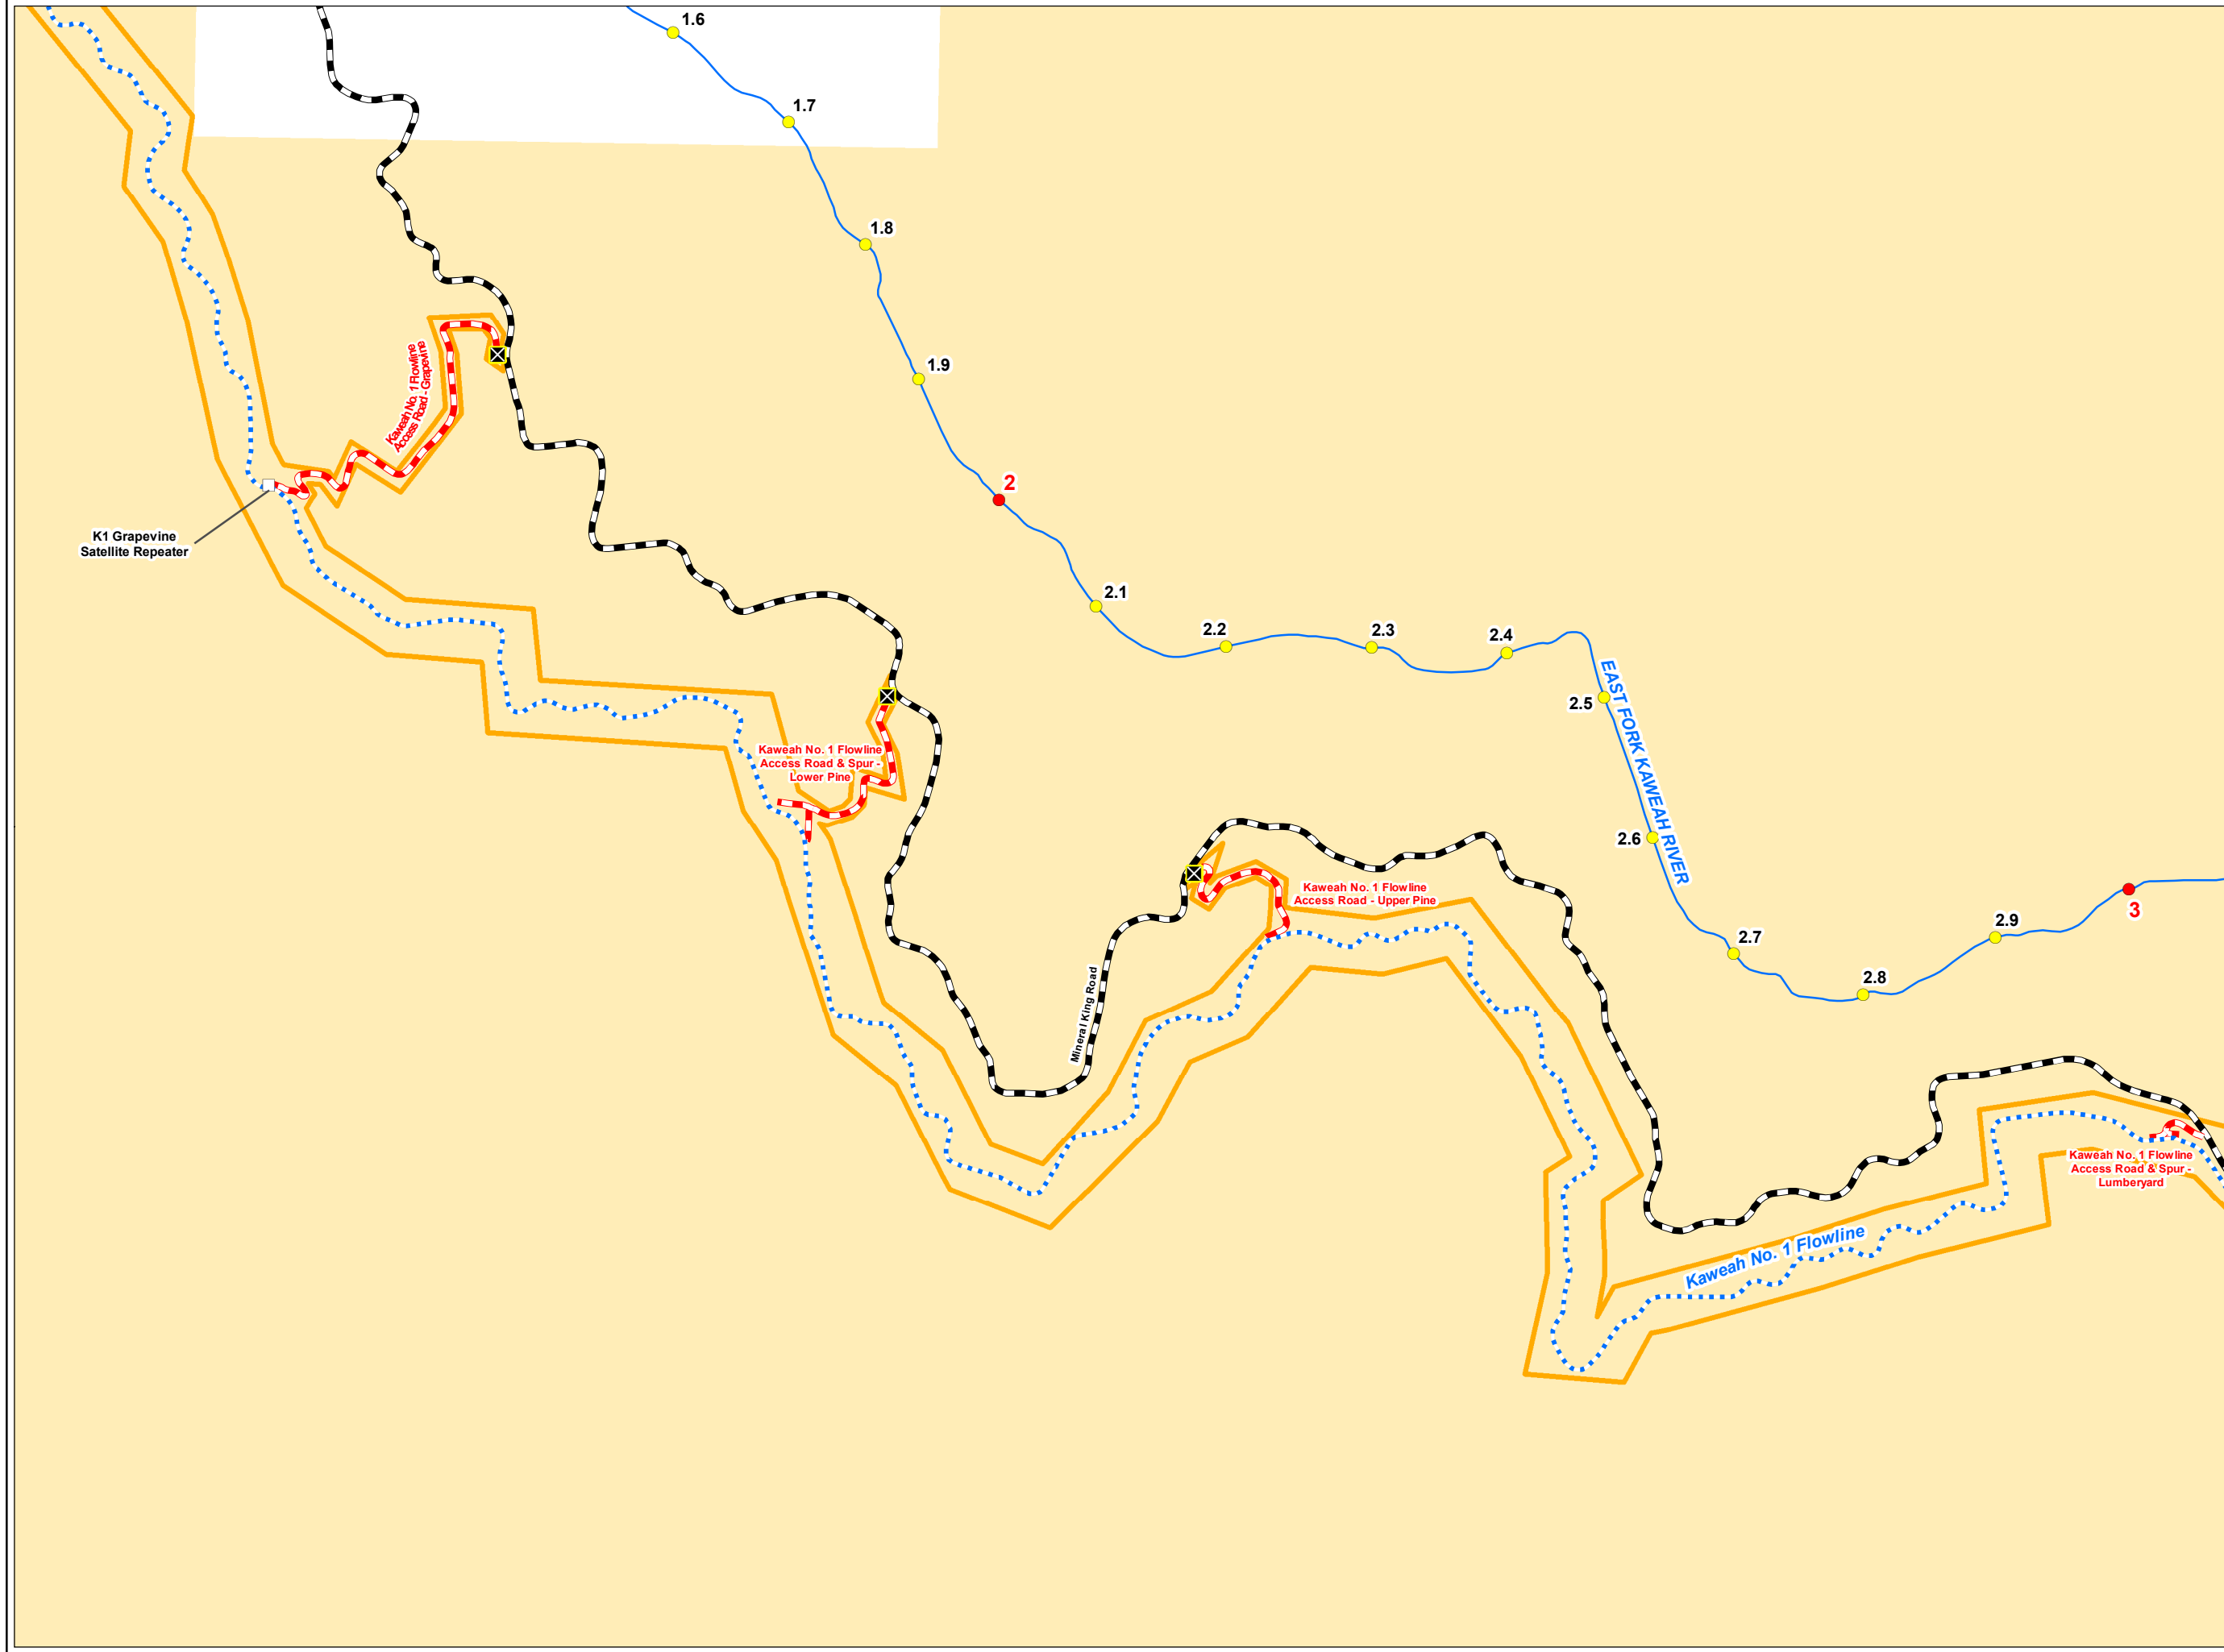 1.6
1.7
1.8
1.9
2
2.1
2.2
2.3
2.4
2.5
2.6
2.7
2.8
2.9
3
EAST FORK KAWEAH RIVER
Kaweah No. 1 Flowline
Access Road - Grapevine
K1 Grapevine
Satellite Repeater
Kaweah No. 1 Flowline
Access Road & Spur -
Lower Pine
Kaweah No. 1 Flowline
Access Road - Upper Pine
Mineral King Road
Kaweah No. 1 Flowline
Access Road & Spur -
Lumberyard
Kaweah No. 1 Flowline